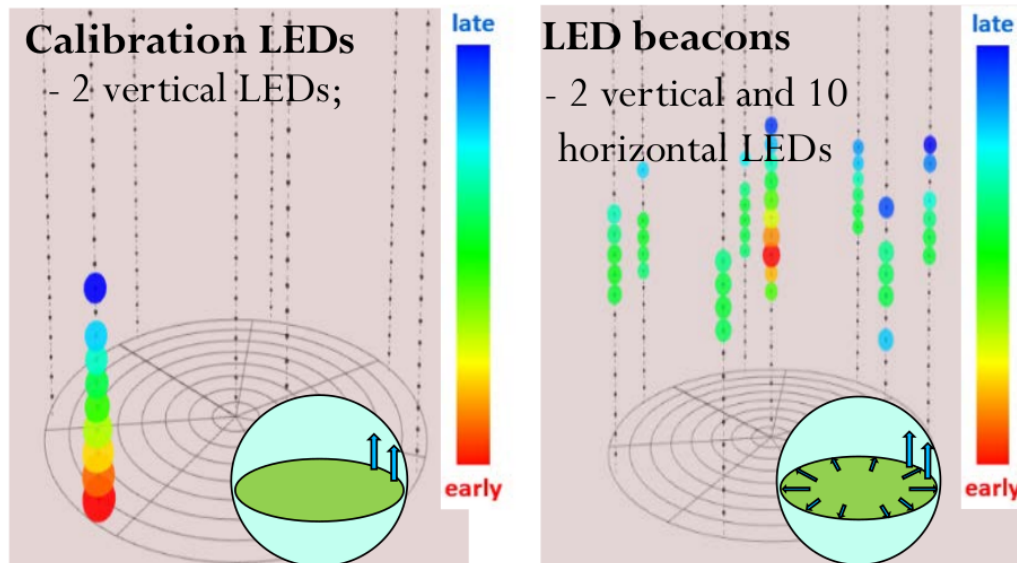 Calibration LEDs
- 2 vertical LEDs;
late
early
LED beacons
- 2 vertical and 10
horizontal LEDs
late
early